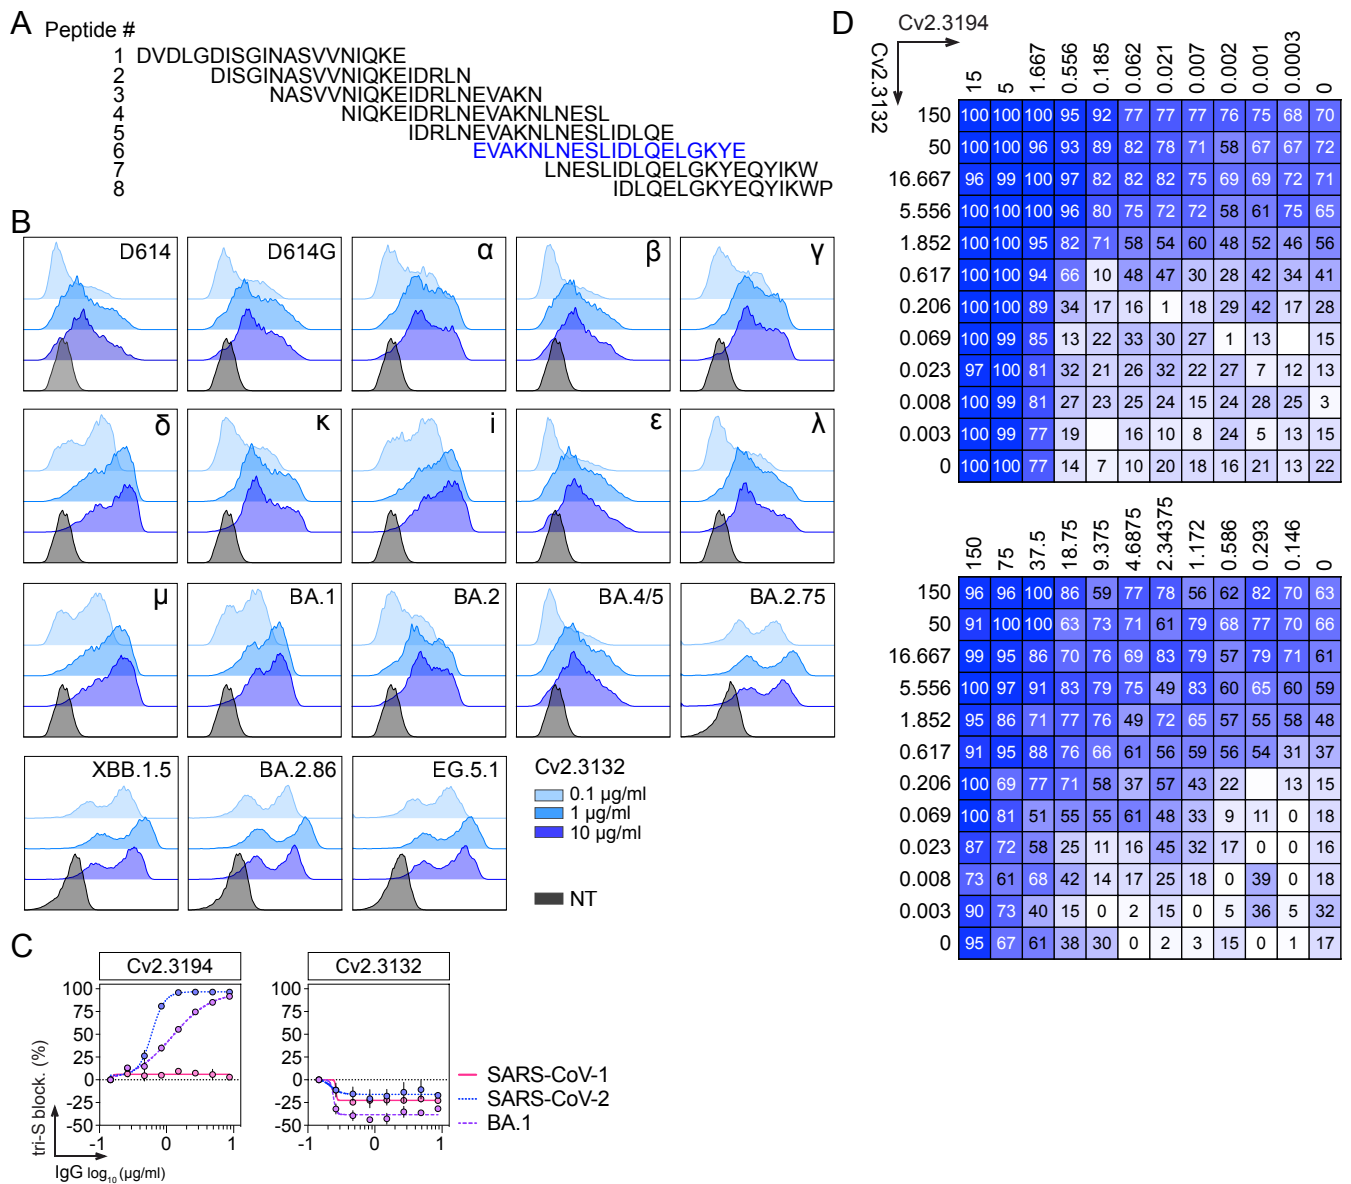 A
Peptide #
1 DVDLGDISGINASVVNIQKE
2 DISGINASVVNIQKEIDRLN
3 NASVVNIQKEIDRLNEVAKN
4 NIQKEIDRLNEVAKNLNESL
5 IDRLNEVAKNLNESLIDLQE
6 EVAKNLNESLIDLQELGKYE
7 LNESLIDLQELGKYEQYIKW
8 IDLQELGKYEQYIKWP
B
D614 D614G α β γ
δ κ i ε λ
μ BA.1 BA.2 BA.4/5 BA.2.75
XBB.1.5 BA.2.86 EG.5.1
Cv2.3132
0.1 µg/ml
1 µg/ml
10 µg/ml
NT
C
Cv2.3194 Cv2.3132
tri-S block. (%)
100 100
75 75
50 50
25 25
0 0
-25 -25
-50 -50
-1 0 1 -1 0 1
IgG log10 (µg/ml)
SARS-CoV-1
SARS-CoV-2
BA.1
D
Cv2.3194
Cv2.3132
15 5 1.667 0.556 0.185 0.062 0.021 0.007 0.002 0.001 0.0003 0
150 100 100 100 95 92 77 77 77 76 75 68 70
50 100 100 96 93 89 82 78 71 58 67 67 72
16.667 96 99 100 97 82 82 82 75 69 69 72 71
5.556 100 100 100 96 80 75 72 72 58 61 75 65
1.852 100 100 95 82 71 58 54 60 48 52 46 56
0.617 100 100 94 66 10 48 47 30 28 42 34 41
0.206 100 100 89 34 17 16 1 18 29 42 17 28
0.069 100 99 85 13 22 33 30 27 1 13 15
0.023 97 100 81 32 21 26 32 22 27 7 12 13
0.008 100 99 81 27 23 25 24 15 24 28 25 3
0.003 100 99 77 19 16 10 8 24 5 13 15
0 100 100 77 14 7 10 20 18 16 21 13 22
150 75 37.5 18.75 9.375 4.6875 2.34375 1.172 0.586 0.293 0.146 0
150 96 96 100 86 59 77 78 56 62 82 70 63
50 91 100 100 63 73 71 61 79 68 77 70 66
16.667 99 95 86 70 76 69 83 79 57 79 71 61
5.556 100 97 91 83 79 75 49 83 60 65 60 59
1.852 95 86 71 77 76 49 72 65 57 55 58 48
0.617 91 95 88 76 66 61 56 59 56 54 31 37
0.206 100 69 77 71 58 37 57 43 22 13 15
0.069 100 81 51 55 55 61 48 33 9 11 0 18
0.023 87 72 58 25 11 16 45 32 17 0 0 16
0.008 73 61 68 42 14 17 25 18 0 39 0 18
0.003 90 73 40 15 0 2 15 0 5 36 5 32
0 95 67 61 38 30 0 2 3 15 0 1 17